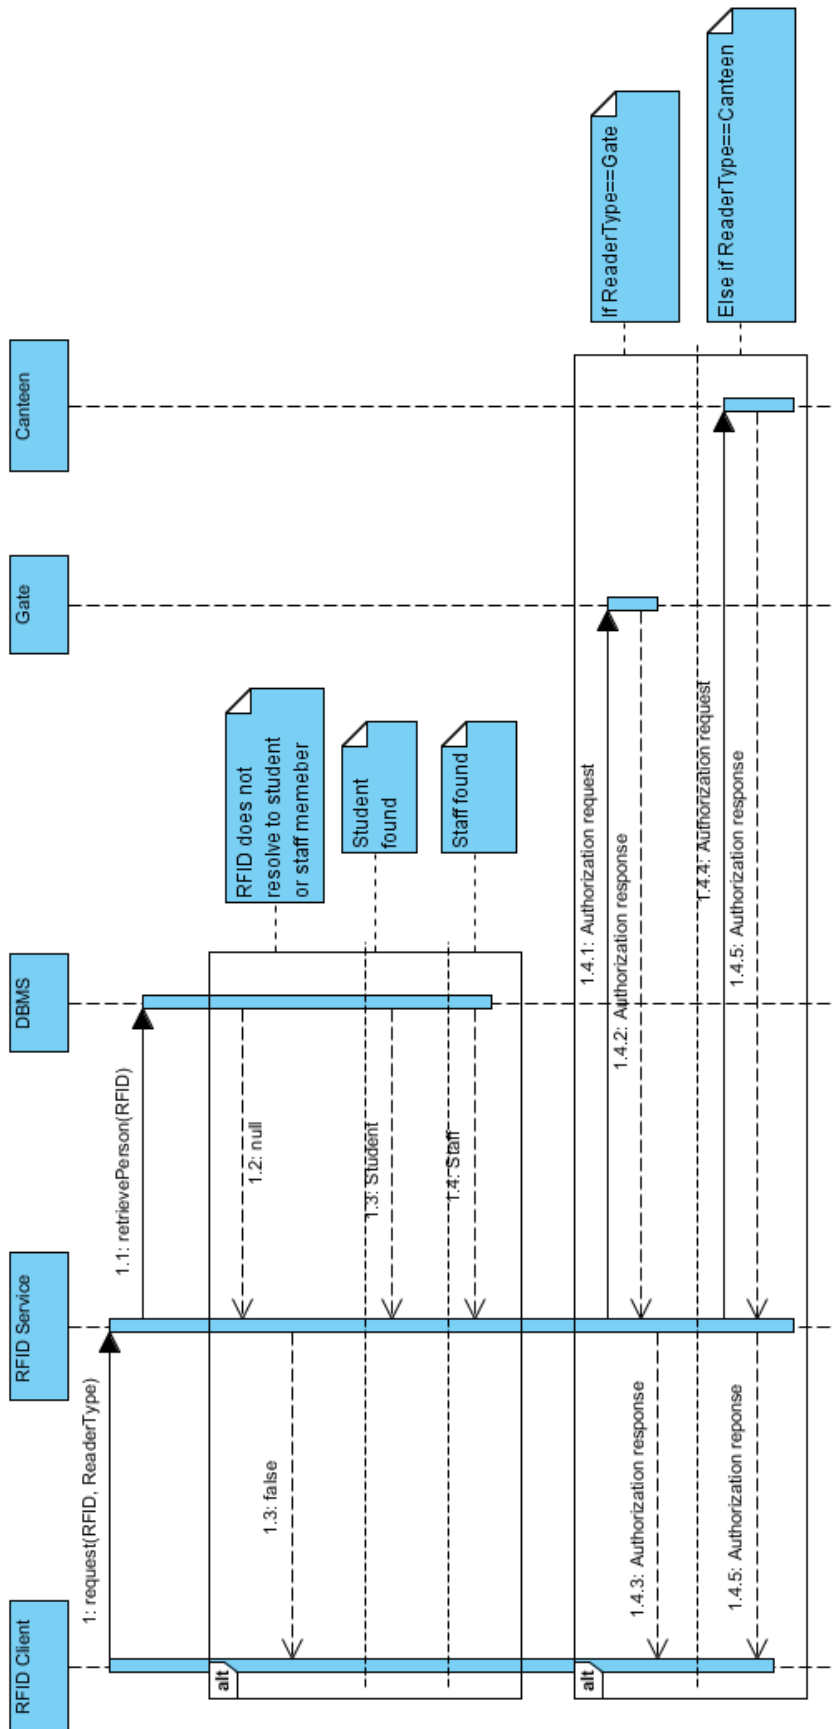 RFID Client
RFID Service
DBMS
Gate
Canteen
1: request(RFID, ReaderType)
1.1: retrievePerson(RFID)
alt
RFID does not
resolve to student
or staff memeber
1.2: null
1.3: false
Student
found
1.3: Student
Staff found
1.4: Staff
alt
If ReaderType==Gate
1.4.1: Authorization request
1.4.2: Authorization response
1.4.3: Authorization response
Else if ReaderType==Canteen
1.4.4: Authorization request
1.4.5: Authorization response
1.4.5: Authorization reponse